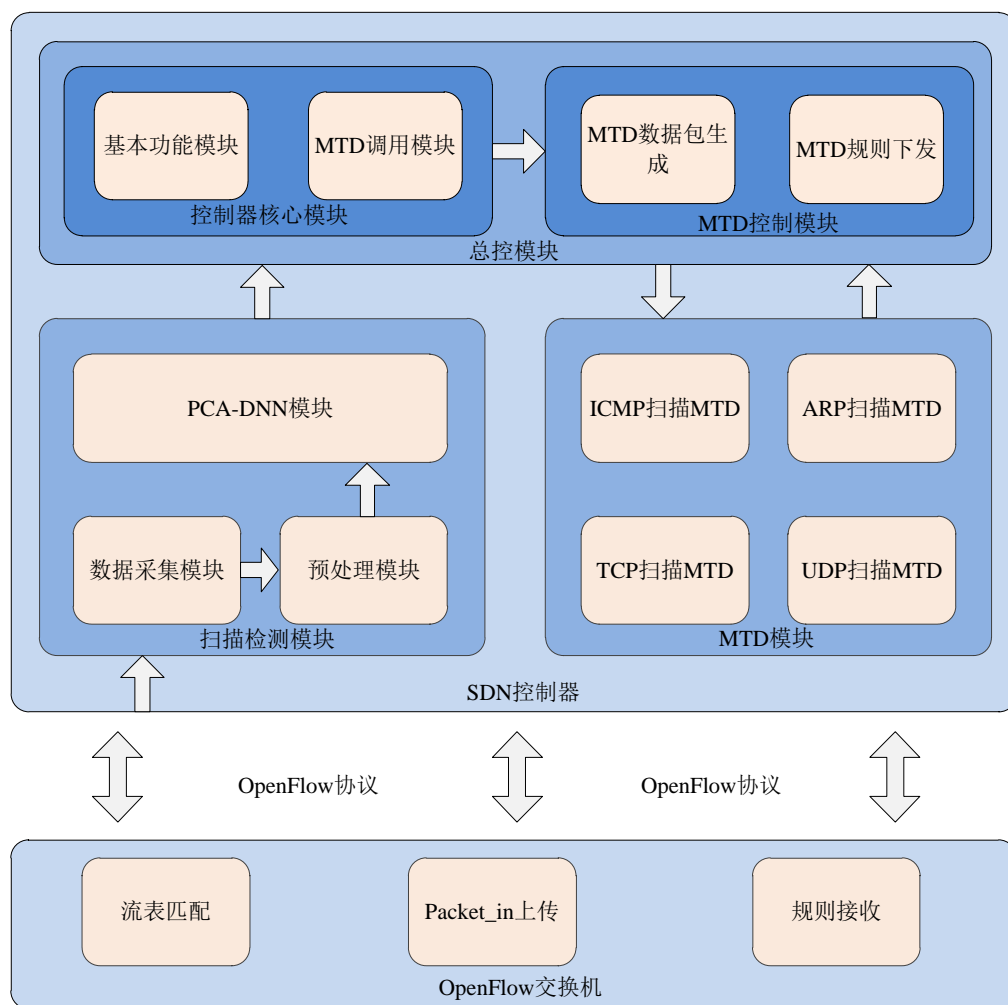 基本功能模块
MTD调用模块
控制器核心模块
MTD数据包生
成
MTD规则下发
MTD控制模块
总控模块
PCA-DNN模块
数据采集模块
预处理模块
扫描检测模块
ICMP扫描MTD
ARP扫描MTD
TCP扫描MTD
UDP扫描MTD
MTD模块
SDN控制器
OpenFlow协议
OpenFlow协议
流表匹配
Packet_in上传
规则接收
OpenFlow交换机